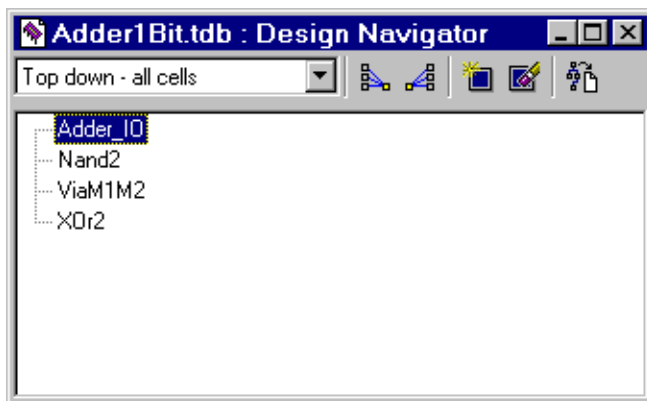 Adder1Bit.tdb : Design Navigator
Top down - all cells
Adder_IO
Nand2
ViaM1M2
XOr2